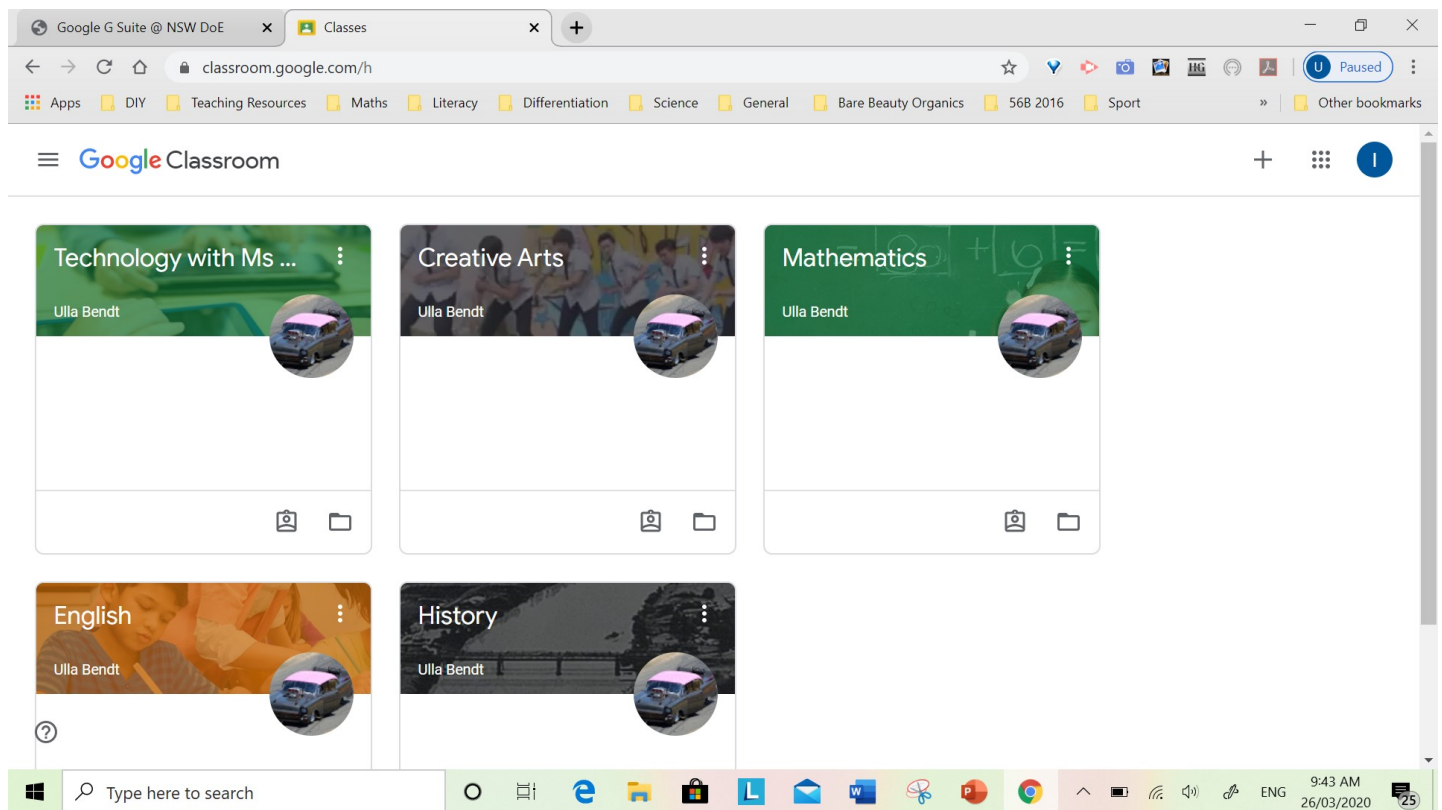 Google G Suite @ NSW DoE
Classes
classroom.google.com/h
HG
U Paused
Apps DIY Teaching Resources Maths Literacy Differentiation Science General Bare Beauty Organics 56B 2016 Sport » Other bookmarks
Google Classroom
I
Technology with Ms ...
Ulla Bendt
Creative Arts
Ulla Bendt
Mathematics
Ulla Bendt
English
Ulla Bendt
History
Ulla Bendt
Type here to search
L
ENG
9:43 AM
26/03/2020
25